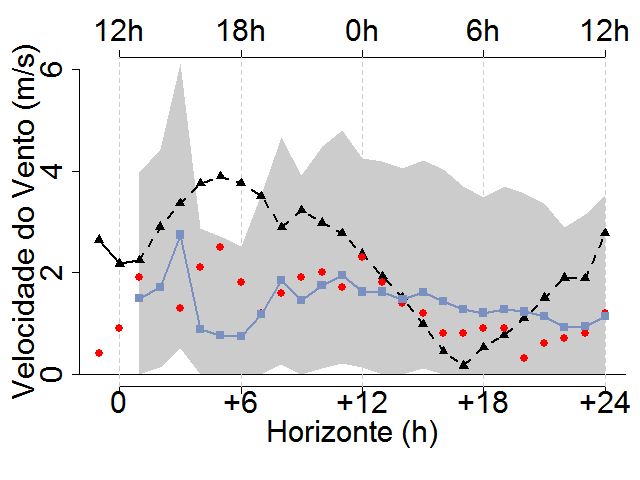 12h 18h 0h 6h 12h
Velocidade do Vento (m/s)
6
4
2
0
0 +6 +12 +18 +24
Horizonte (h)